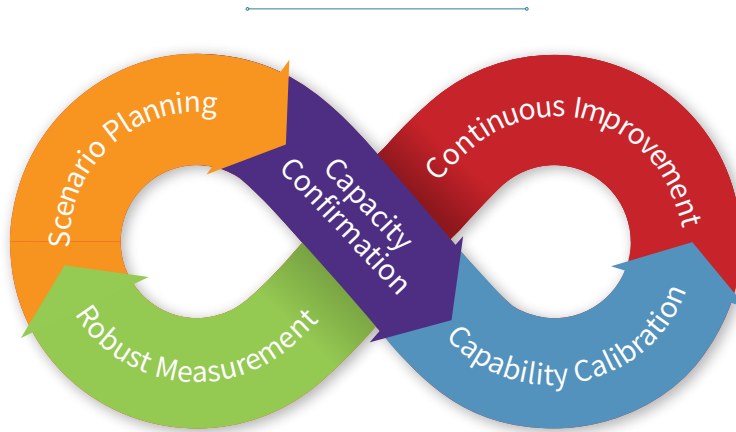 Scenario Planning
Capacity
Confirmation
Continuous Improvement
Capability Calibration
Robust Measurement